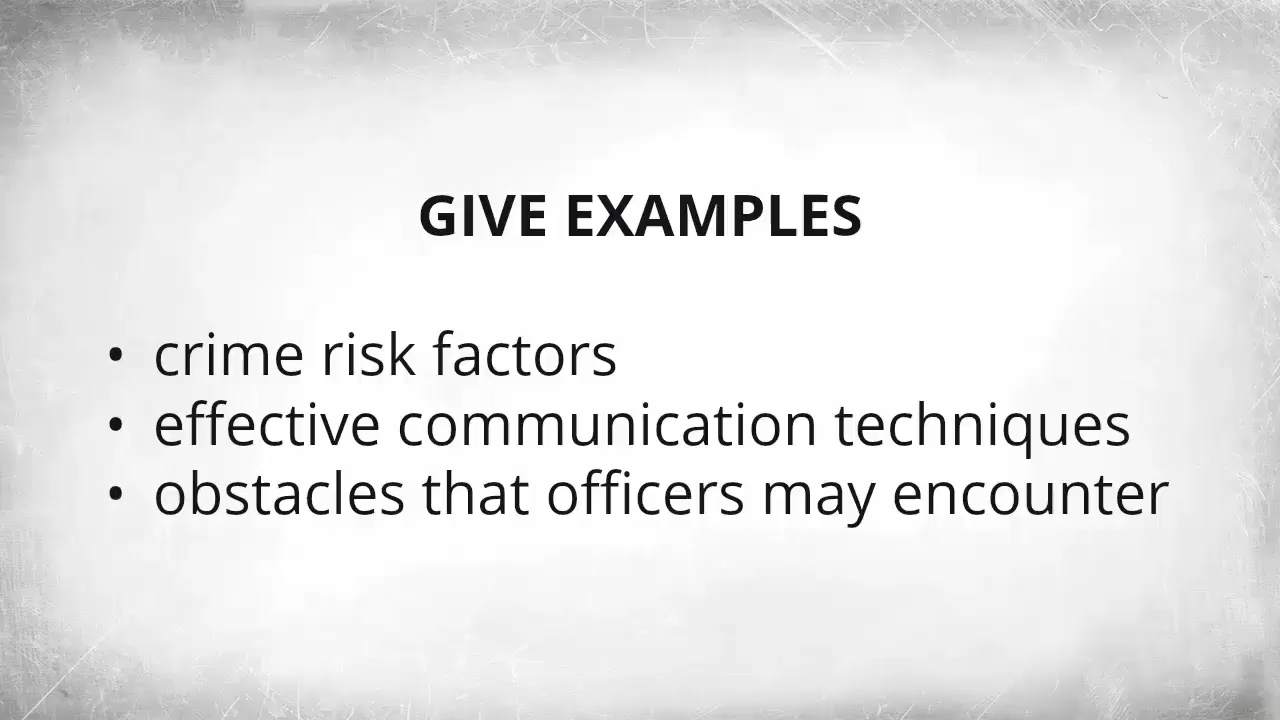 GIVE EXAMPLES
• crime risk factors
• effective communication techniques
• obstacles that officers may encounter